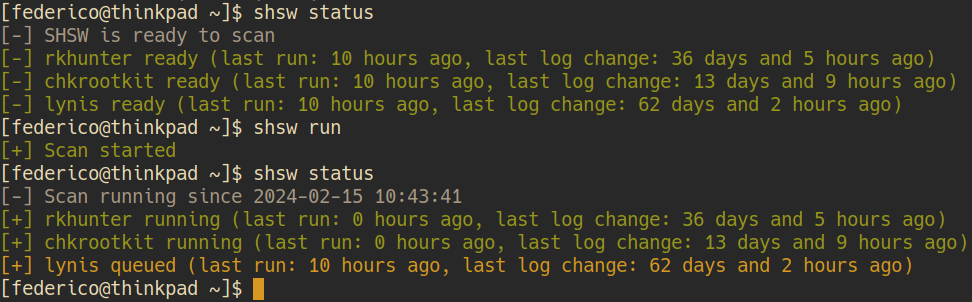 [federico@thinkpad ~]$ shsw status
[-] SHSW is ready to scan
[-] rkhunter ready (last run: 10 hours ago, last log change: 36 days and 5 hours ago)
[-] chkrootkit ready (last run: 10 hours ago, last log change: 13 days and 9 hours ago)
[-] lynis ready (last run: 10 hours ago, last log change: 62 days and 2 hours ago)
[federico@thinkpad ~]$ shsw run
[+] Scan started
[federico@thinkpad ~]$ shsw status
[-] Scan running since 2024-02-15 10:43:41
[+] rkhunter running (last run: 0 hours ago, last log change: 36 days and 5 hours ago)
[+] chkrootkit running (last run: 0 hours ago, last log change: 13 days and 9 hours ago)
[+] lynis queued (last run: 10 hours ago, last log change: 62 days and 2 hours ago)
[federico@thinkpad ~]$